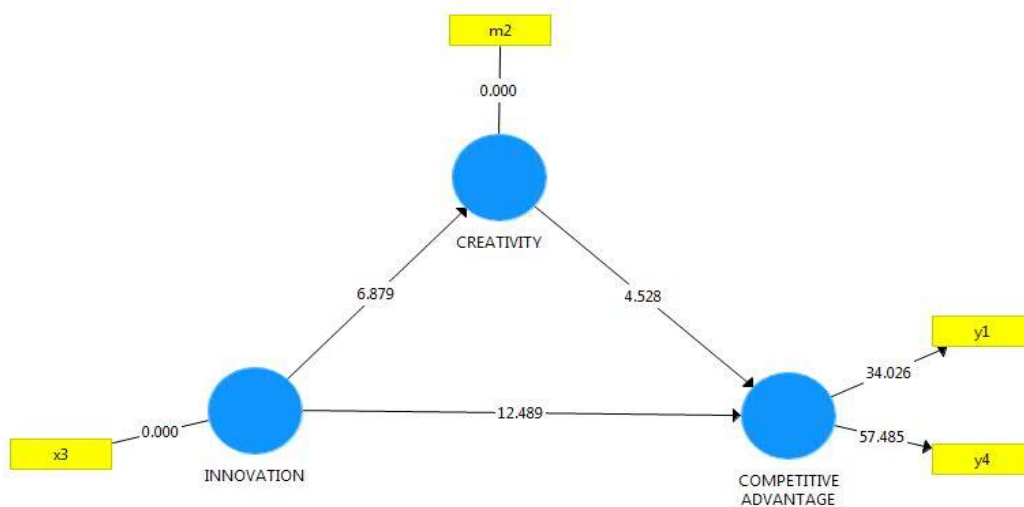 m2
0.000
CREATIVITY
6.879
4.528
y1
34.026
12.489
57.485
0.000
x3
INNOVATION
y4
COMPETITIVE
ADVANTAGE